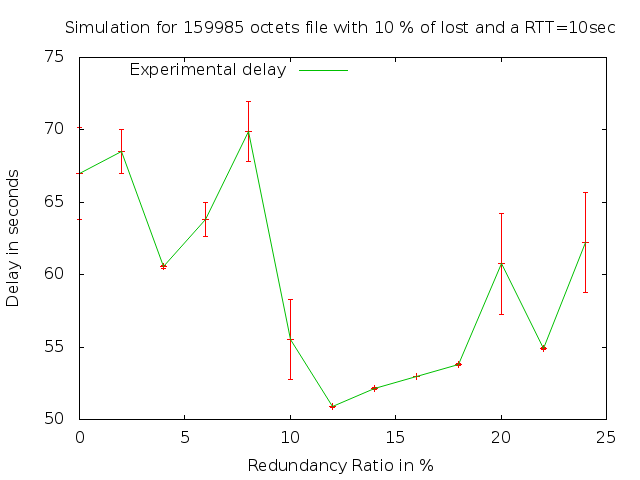 Simulation for 159985 octets file with 10 % of lost and a RTT=10sec
75
Experimental delay
70
65
60
55
50
Delay in seconds
0 5 10 15 20 25
Redundancy Ratio in %